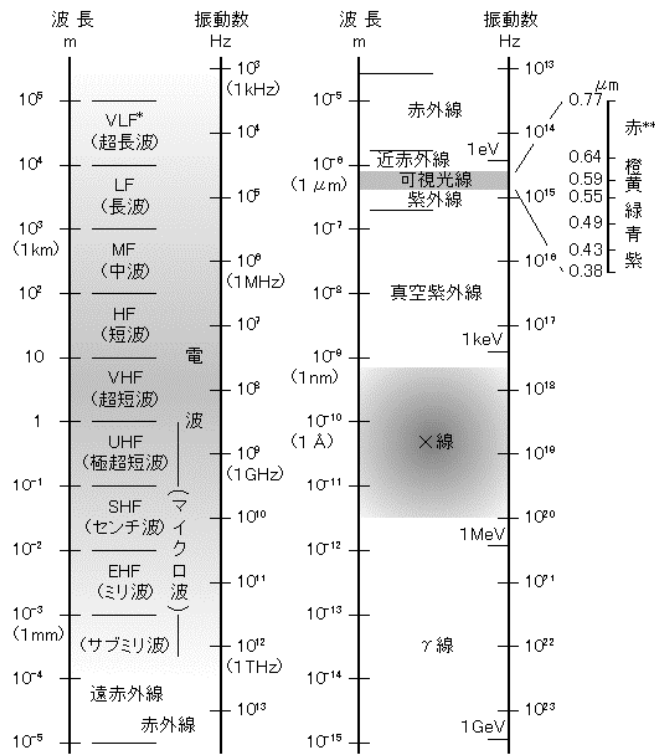 波 長
m
振動数
Hz
10⁵
10⁴
10³
(1km)
10²
10
1
10⁻¹
10⁻²
10⁻³
(1mm)
10⁻⁴
10⁻⁵
VLF*
(超長波)
LF
(長波)
MF
(中波)
HF
(短波)
VHF
(超短波)
UHF
(極超短波)
SHF
(センチ波)
EHF
(ミリ波)
(サブミリ波)
遠赤外線
赤外線
電
波
(マイクロ波)
10³
(1kHz)
10⁴
10⁵
10⁶
(1MHz)
10⁷
10⁸
10⁹
(1GHz)
10¹⁰
10¹¹
10¹²
(1THz)
10¹³
波 長
m
振動数
Hz
10⁻⁵
10⁻⁶
(1 μm)
10⁻⁷
10⁻⁸
10⁻⁹
(1nm)
10⁻¹⁰
(1 Å)
10⁻¹¹
10⁻¹²
10⁻¹³
10⁻¹⁴
10⁻¹⁵
赤外線
近赤外線
可視光線
紫外線
真空紫外線
X線
γ線
1eV
1keV
1MeV
1GeV
10¹³
10¹⁴
10¹⁵
10¹⁶
10¹⁷
10¹⁸
10¹⁹
10²⁰
10²¹
10²²
10²³
μm
0.77
0.64
0.59
0.55
0.49
0.43
0.38
赤**
橙
黄
緑
青
紫